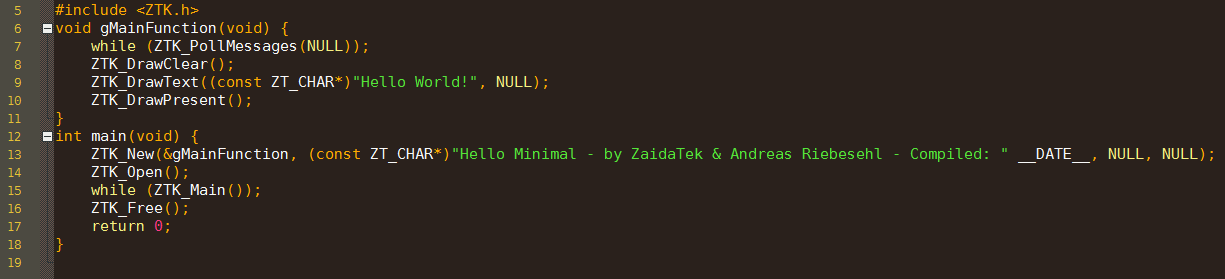 5 #include <ZTK.h>
6 void gMainFunction(void) {
7     while (ZTK_PollMessages(NULL));
8     ZTK_DrawClear();
9     ZTK_DrawText((const ZT_CHAR*)"Hello World!", NULL);
10     ZTK_DrawPresent();
11 }
12 int main(void) {
13     ZTK_New(&gMainFunction, (const ZT_CHAR*)"Hello Minimal - by ZaidaTek & Andreas Riebesehl - Compiled: " __DATE__, NULL, NULL);
14     ZTK_Open();
15     while (ZTK_Main());
16     ZTK_Free();
17     return 0;
18 }
19